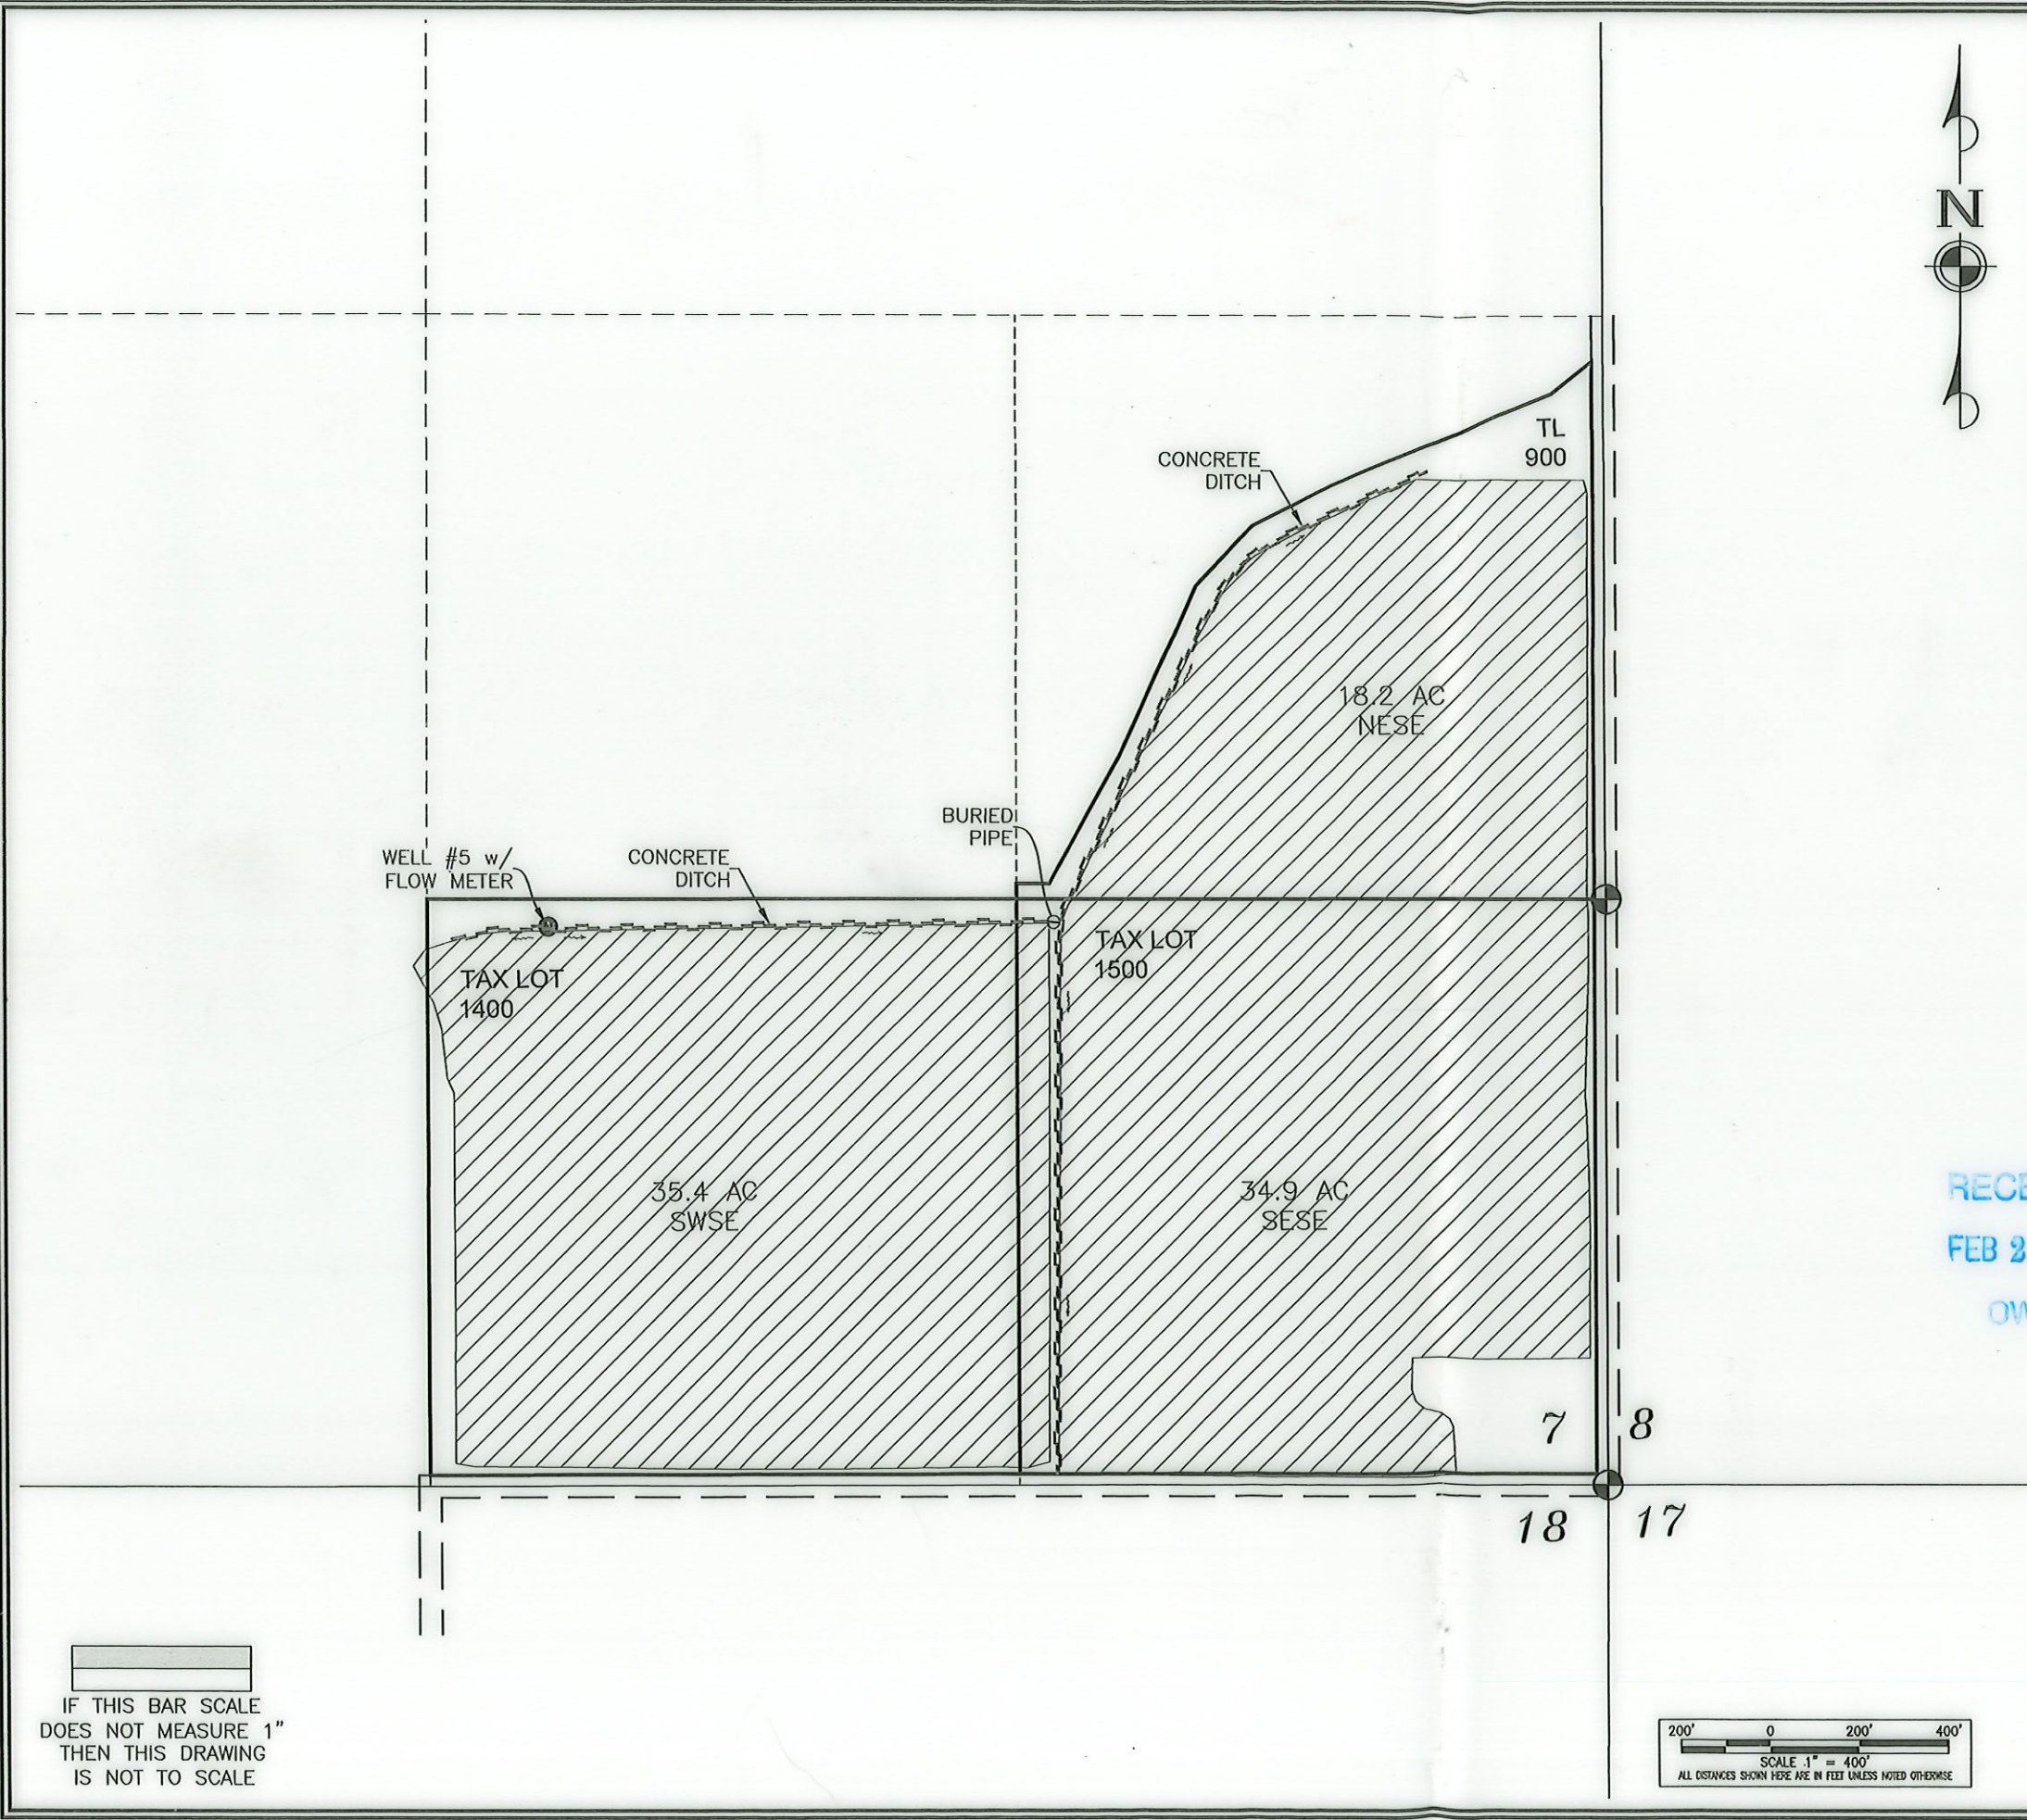 N
TL
900
CONCRETE
DITCH
18.2 AC
NESE
BURIED
PIPE
WELL #5 w/
FLOW METER
CONCRETE
DITCH
TAX LOT
1500
TAX LOT
1400
35.4 AC
SWSE
34.9 AC
SESE
FEB 2
7 8
18 17
IF THIS BAR SCALE
DOES NOT MEASURE 1"
THEN THIS DRAWING
IS NOT TO SCALE
200' 0 200' 400'
SCALE 1" = 400'
ALL DISTANCES SHOWN HERE ARE IN FEET UNLESS NOTED OTHERWISE